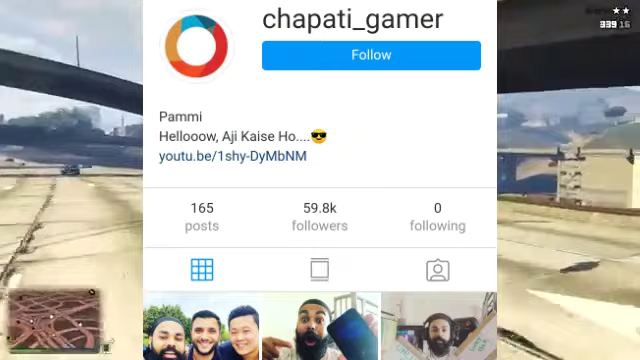 chapati_gamer
Follow
Pammi
Hellooow, Aji Kaise Ho....😎
youtu.be/1shy-DyMbNM
165
59.8k
0
posts
followers
following